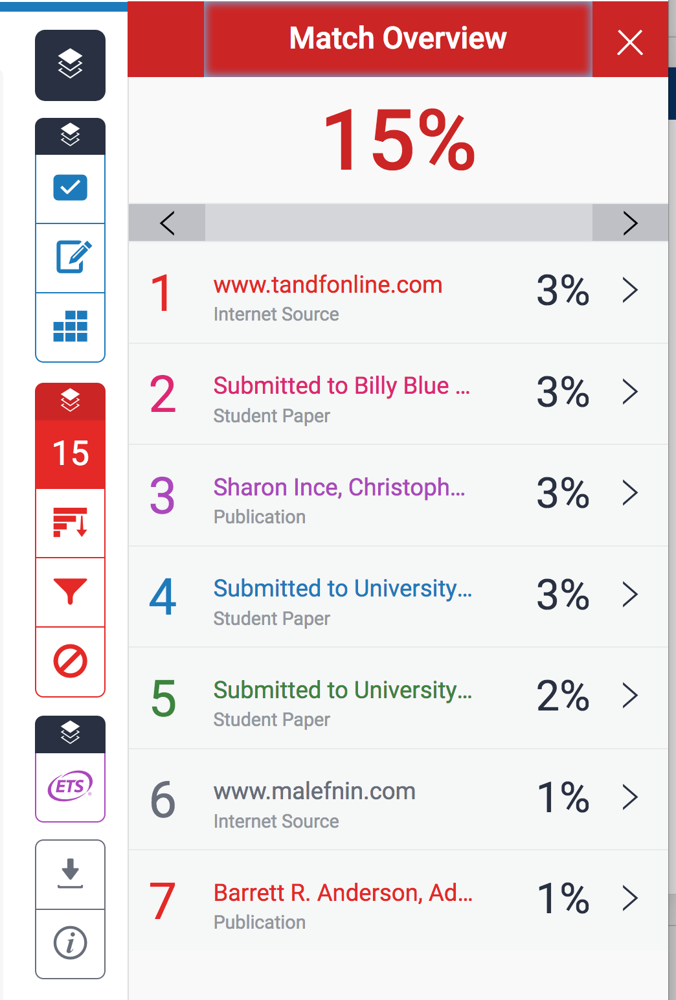 Match Overview
15%
1 www.tandfonline.com 3%
Internet Source
2 Submitted to Billy Blue ... 3%
Student Paper
3 Sharon Ince, Christoph... 3%
Publication
4 Submitted to University... 3%
Student Paper
5 Submitted to University... 2%
Student Paper
6 www.malefnin.com 1%
Internet Source
7 Barrett R. Anderson, Ad... 1%
Publication
15
ETS®
i